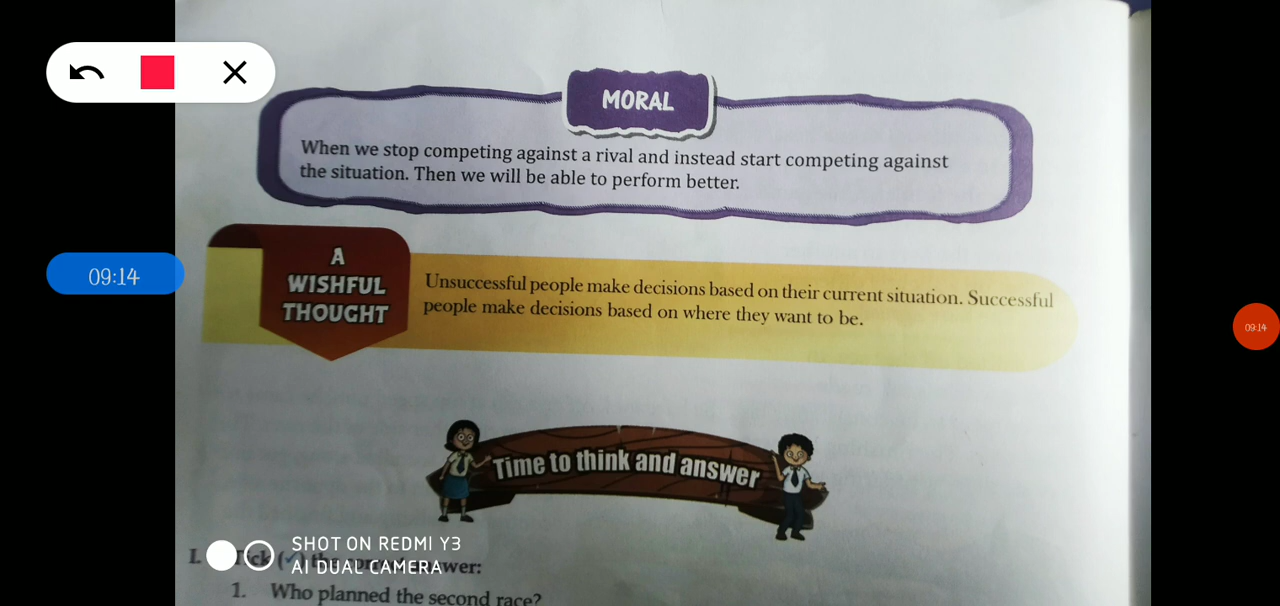 MORAL
When we stop competing against a rival and instead start competing against
the situation. Then we will be able to perform better.
A
WISHFUL
THOUGHT
Unsuccessful people make decisions based on their current situation. Successful
people make decisions based on where they want to be.
09:14
09:14
Time to think and answer
SHOT ON REDMI Y3
AI DUAL CAMERA
I. Tick (✓) the answer:
1. Who planned the second race?